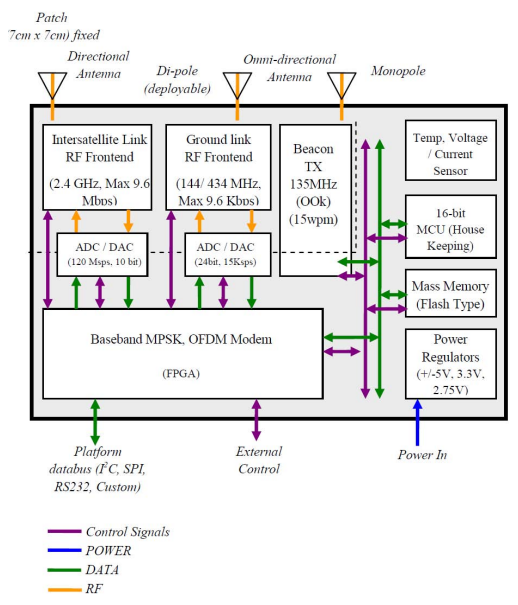 Patch
7cm x 7cm) fixed
Directional
Antenna
Di-pole
(deployable)
Omni-directional
Antenna
Monopole
Intersatellite Link
RF Frontend
(2.4 GHz, Max 9.6
Mbps)
Ground link
RF Frontend
(144/ 434 MHz,
Max 9.6 Kbps)
Beacon
TX
135MHz
(OOk)
(15wpm)
Temp, Voltage
/ Current
Sensor
16-bit
MCU (House
Keeping)
ADC / DAC
(120 Msps, 10 bit)
ADC / DAC
(24bit, 15Ksps)
Mass Memory
(Flash Type)
Baseband MPSK, OFDM Modem
(FPGA)
Power
Regulators
(+/-5V, 3.3V,
2.75V)
Platform
databus (I²C, SPI,
RS232, Custom)
External
Control
Power In
Control Signals
POWER
DATA
RF